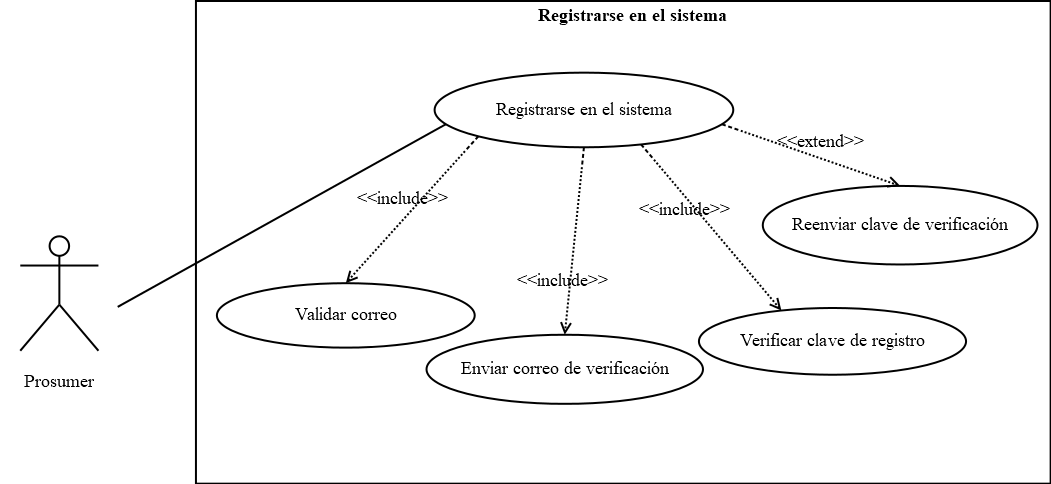 Registrarse en el sistema
Registrarse en el sistema
<<extend>>
<<include>>
<<include>>
Reenviar clave de verificación
<<include>>
Validar correo
Verificar clave de registro
Enviar correo de verificación
Prosumer